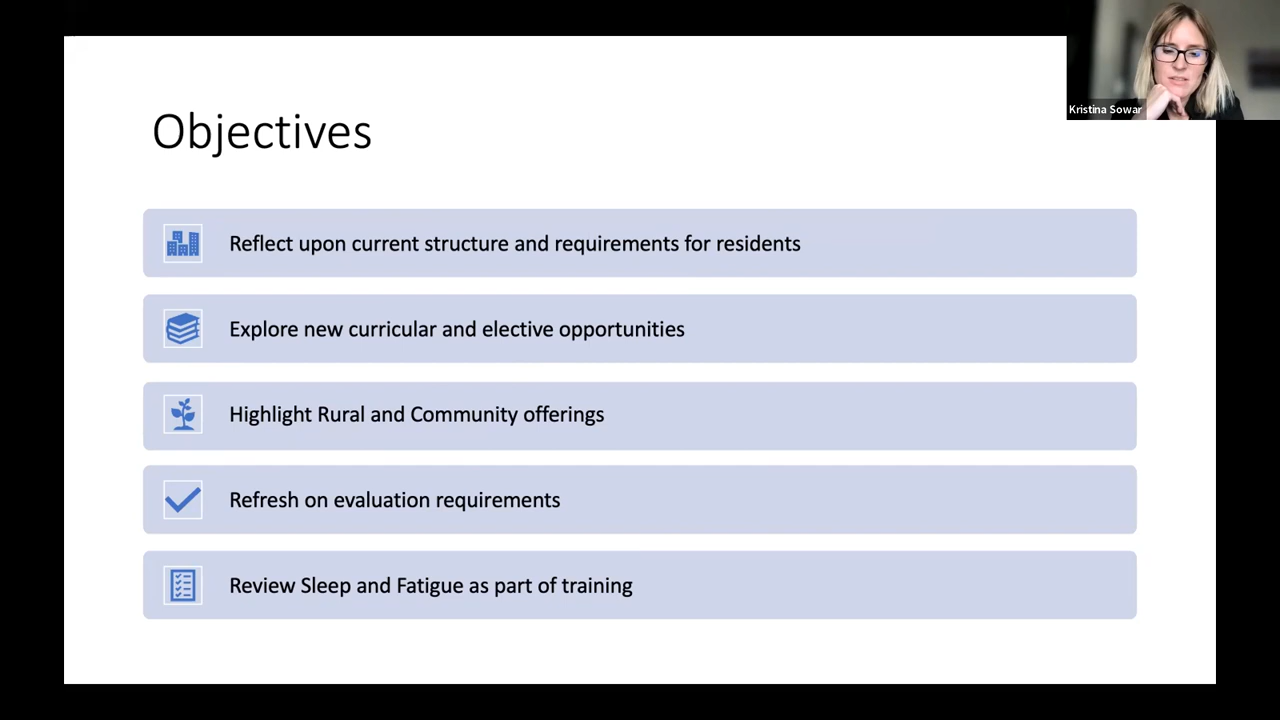 Kristina Sowar
Objectives
Reflect upon current structure and requirements for residents
Explore new curricular and elective opportunities
Highlight Rural and Community offerings
Refresh on evaluation requirements
Review Sleep and Fatigue as part of training